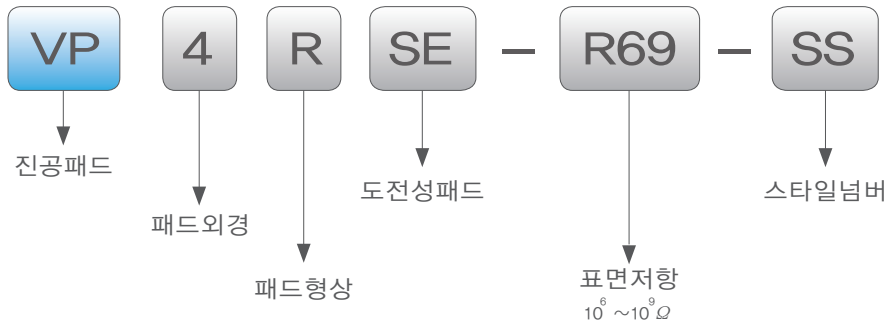 VP 4 R SE - R69 - SS
진공패드
도전성패드
스타일넘버
패드외경
패드형상
표면저항
10⁶ ~10⁹Ω